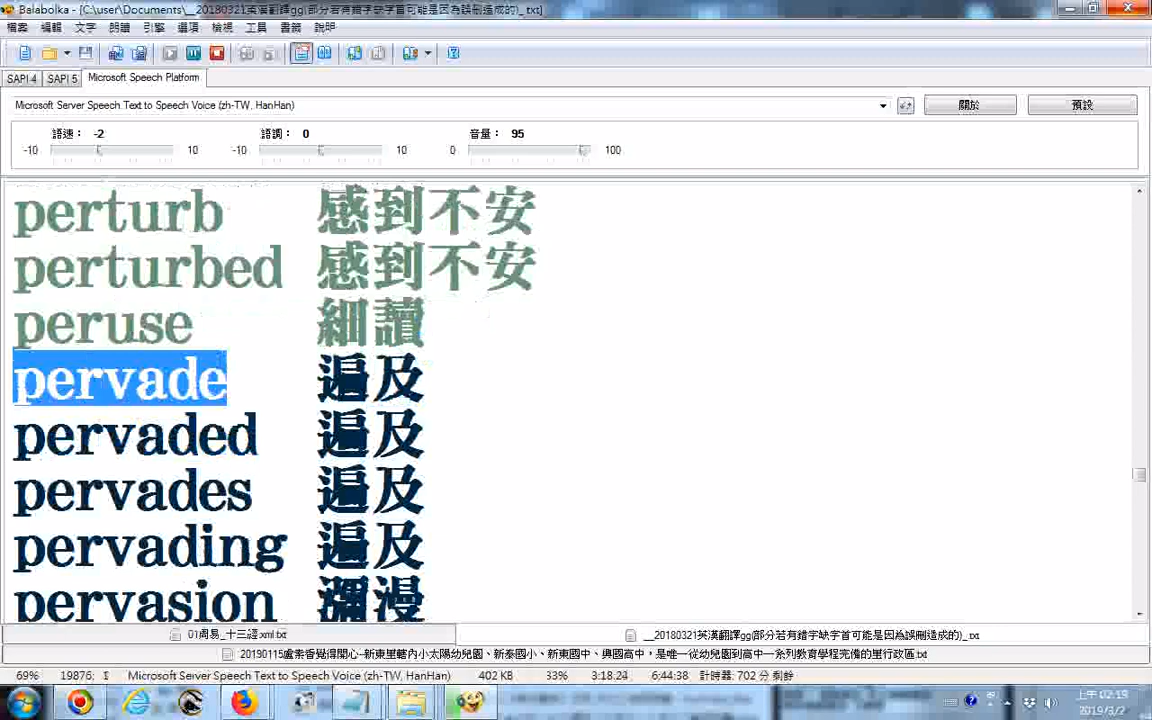 Balabolka - [C:\user\Documents\__20180321英漢翻譯gg(部分若有錯字缺字首可能是因為誤刪造成的)_.txt]
檔案 編輯 文字 朗讀 引擎 選項 檢視 工具 書籤 說明
SAPI 4 SAPI 5 Microsoft Speech Platform
Microsoft Server Speech Text to Speech Voice (zh-TW, HanHan) 關於 預設
語速： -2 語調： 0 音量： 95
-10 10 -10 10 0 100
perturb 感到不安
perturbed 感到不安
peruse 細讀
pervade 遍及
pervaded 遍及
pervades 遍及
pervading 遍及
pervasion 瀰漫
01周易_十三經.xml.txt __20180321英漢翻譯gg(部分若有錯字缺字首可能是因為誤刪造成的)_.txt
20190115盧素香覺得開心-新東里轄內小太陽幼兒園、新泰國小、新東國中、興國高中，是唯一從幼兒園到高中一系列教育學程完備的里行政區.txt
69% 19876: 1 Microsoft Server Speech Text to Speech Voice (zh-TW, HanHan) 402 KB 33% 3:18:24 6:44:38 計時器: 702 分 剩餘
上午 02:19
2019/3/2